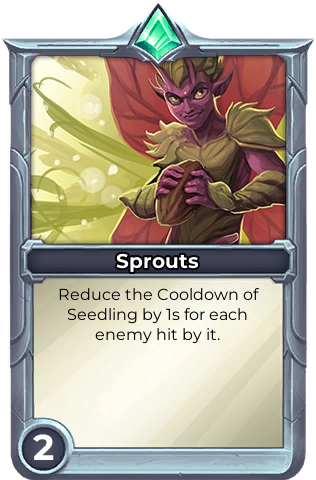 Sprouts
Reduce the Cooldown of
Seedling by 1s for each
enemy hit by it.
2